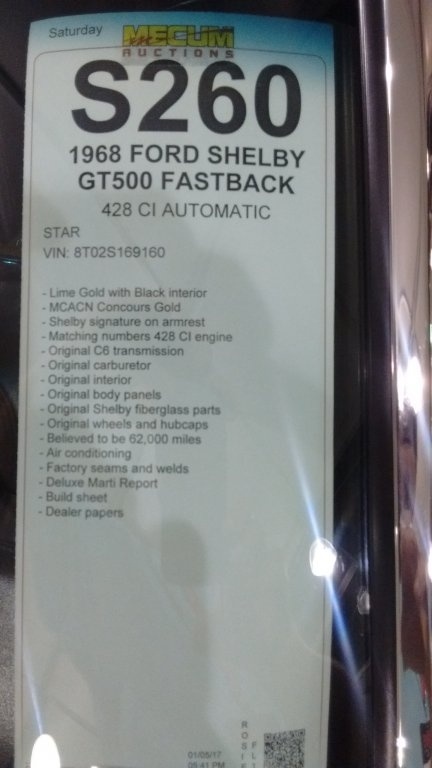 Saturday
MECUM
AUCTIONS
S260
1968 FORD SHELBY
GT500 FASTBACK
428 CI AUTOMATIC
STAR
VIN: 8T02S169160
- Lime Gold with Black interior
- MCACN Concours Gold
- Shelby signature on armrest
- Matching numbers 428 CI engine
- Original C6 transmission
- Original carburetor
- Original interior
- Original body panels
- Original Shelby fiberglass parts
- Original wheels and hubcaps
- Believed to be 62,000 miles
- Air conditioning
- Factory seams and welds
- Deluxe Marti Report
- Build sheet
- Dealer papers
01/05/17
05:41 PM